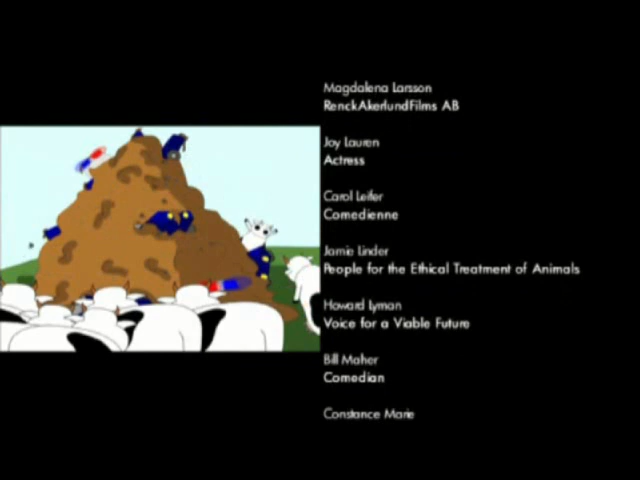 Magdalena Larsson
RenckAkerlundFilms AB
Joy Lauren
Actress
Carol Leifer
Comedienne
Jamie Linder
People for the Ethical Treatment of Animals
Howard Lyman
Voice for a Viable Future
Bill Maher
Comedian
Constance Marie